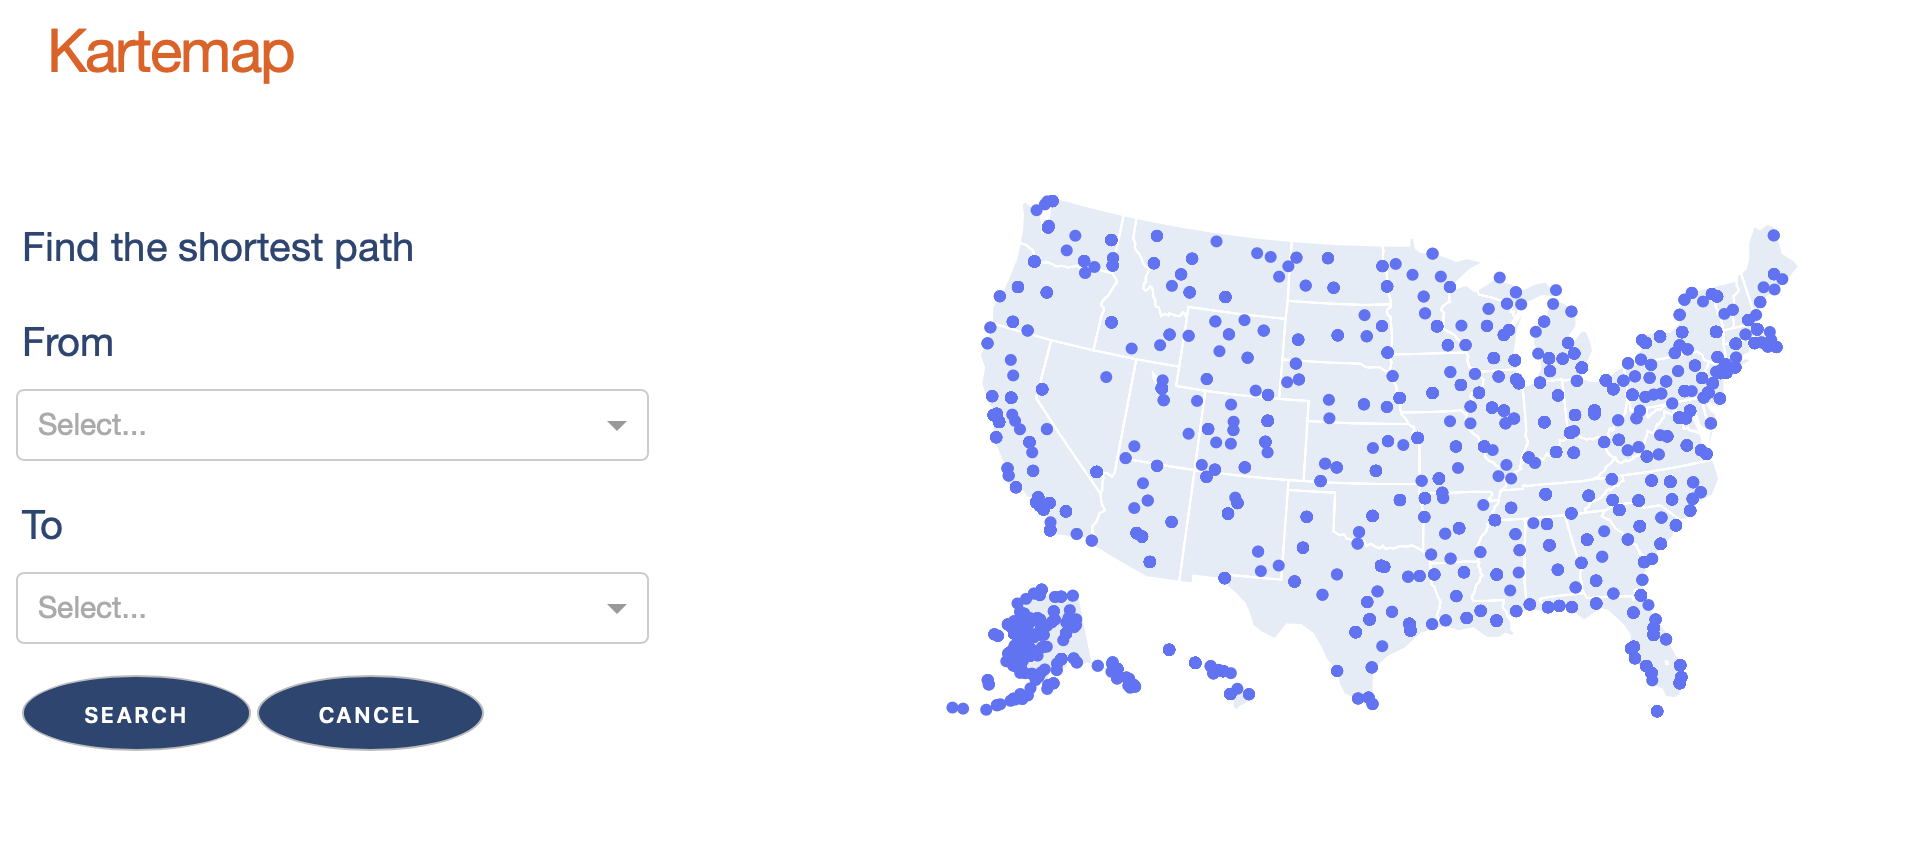 Kartemap
Find the shortest path
From
Select...
To
Select...
SEARCH
CANCEL